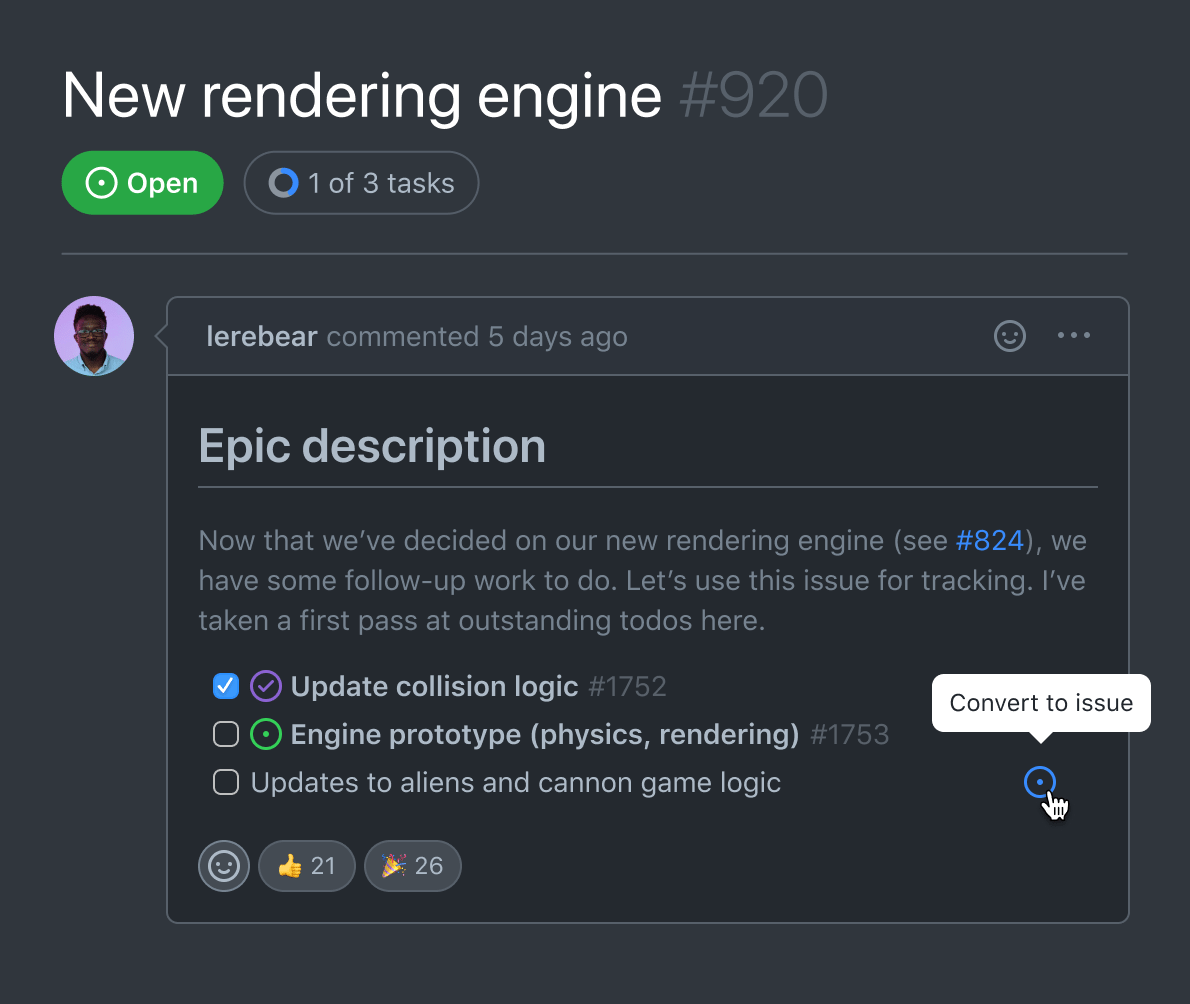 New rendering engine #920
Open 1 of 3 tasks
lerebear commented 5 days ago
Epic description
Now that we’ve decided on our new rendering engine (see #824), we
have some follow-up work to do. Let’s use this issue for tracking. I’ve
taken a first pass at outstanding todos here.
Update collision logic #1752
Convert to issue
Engine prototype (physics, rendering) #1753
Updates to aliens and cannon game logic
👍 21 🎉 26